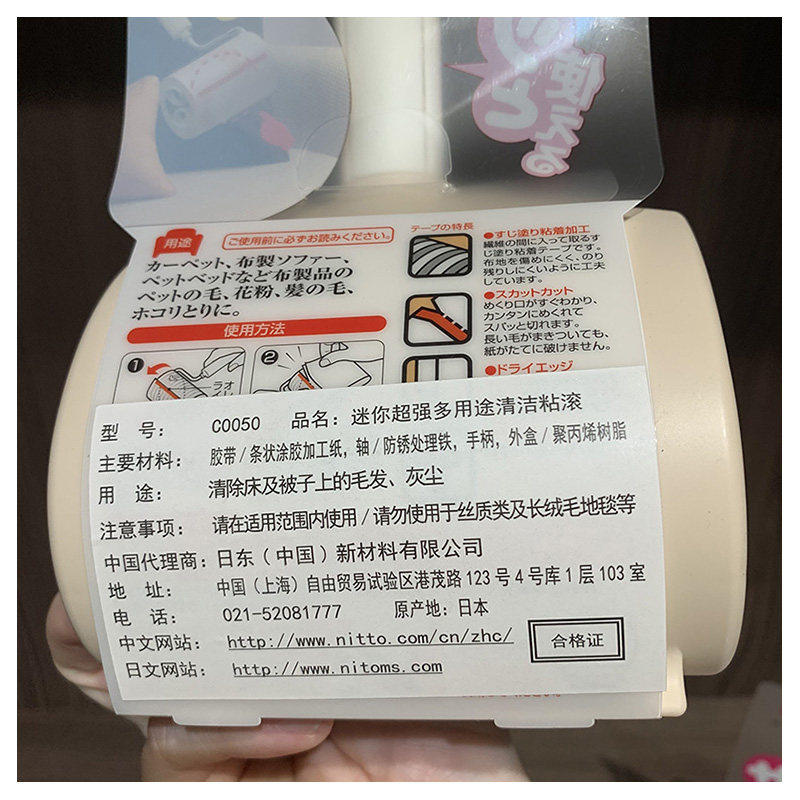 使える
と
用途
ご使用前に必ずお読みください。
カーペット、布製ソファー、
ペットベッドなど布製品の
ペットの毛、花粉、髪の毛、
ホコリとりに。
使用方法
①
②
テープの特長
●すじ塗り粘着加工
繊維の間に入って取るす
じ塗り粘着テープです。
布地を傷めにくく、のり
残りしにくいように工夫
しています。
●スカットカット
めくり口がすぐわかり、
カンタンにめくれて
スパッと切れます。
長い毛がまきついても、
紙がたてに破けません。
●ドライエッジ
型 号： C0050 品名：迷你超强多用途清洁粘滚
主要材料： 胶带/条状涂胶加工纸，轴/防锈处理铁，手柄，外盒/聚丙烯树脂
用 途： 清除床及被子上的毛发、灰尘
注意事项： 请在适用范围内使用/请勿使用于丝质类及长绒毛地毯等
中国代理商：日东（中国）新材料有限公司
地 址： 中国（上海）自由贸易试验区港茂路123号4号库1层103室
电 话： 021-52081777 原产地：日本
中文网站： http://www.nitto.com/cn/zhc/
日文网站： http://www.nitoms.com
合格证